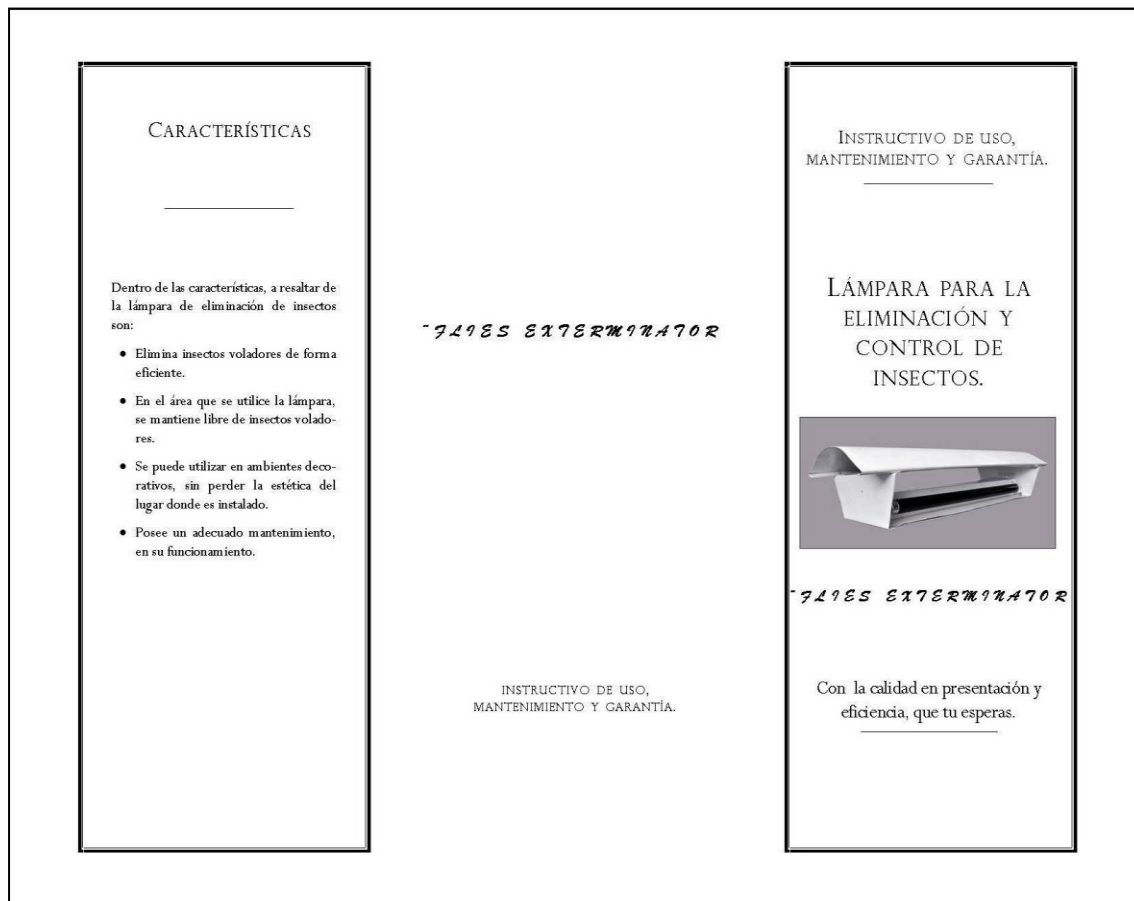 CARACTERÍSTICAS
Dentro de las características, a resaltar de
la lámpara de eliminación de insectos
son:
• Elimina insectos voladores de forma
eficiente.
• En el área que se utilice la lámpara,
se mantiene libre de insectos volado-
res.
• Se puede utilizar en ambientes deco-
rativos, sin perder la estética del
lugar donde es instalado.
• Posee un adecuado mantenimiento,
en su funcionamiento.
-FLIES EXTERMINATOR
INSTRUCTIVO DE USO,
MANTENIMIENTO Y GARANTÍA.
INSTRUCTIVO DE USO,
MANTENIMIENTO Y GARANTÍA.
LÁMPARA PARA LA
ELIMINACIÓN Y
CONTROL DE
INSECTOS.
-FLIES EXTERMINATOR
Con la calidad en presentación y
eficiencia, que tu esperas.